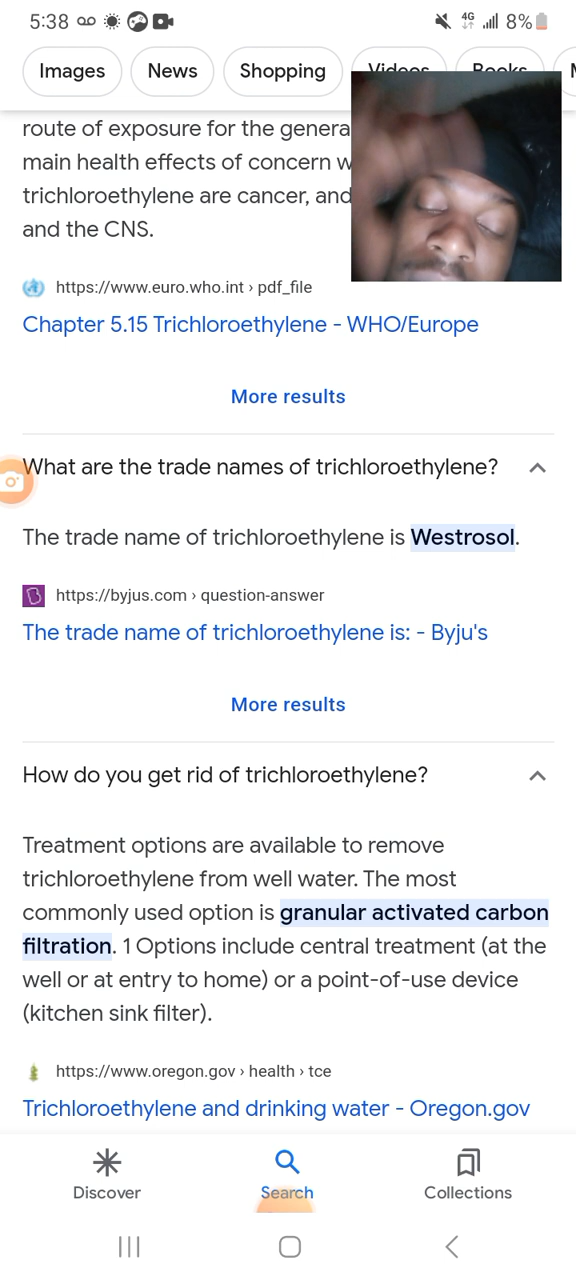 5:38 4G 8%
Images News Shopping Videos Books
route of exposure for the genera
main health effects of concern w
trichloroethylene are cancer, and
and the CNS.
https://www.euro.who.int › pdf_file
Chapter 5.15 Trichloroethylene - WHO/Europe
More results
What are the trade names of trichloroethylene?
The trade name of trichloroethylene is Westrosol.
https://byjus.com › question-answer
The trade name of trichloroethylene is: - Byju's
More results
How do you get rid of trichloroethylene?
Treatment options are available to remove
trichloroethylene from well water. The most
commonly used option is granular activated carbon
filtration. 1 Options include central treatment (at the
well or at entry to home) or a point-of-use device
(kitchen sink filter).
https://www.oregon.gov › health › tce
Trichloroethylene and drinking water - Oregon.gov
Discover Search Collections